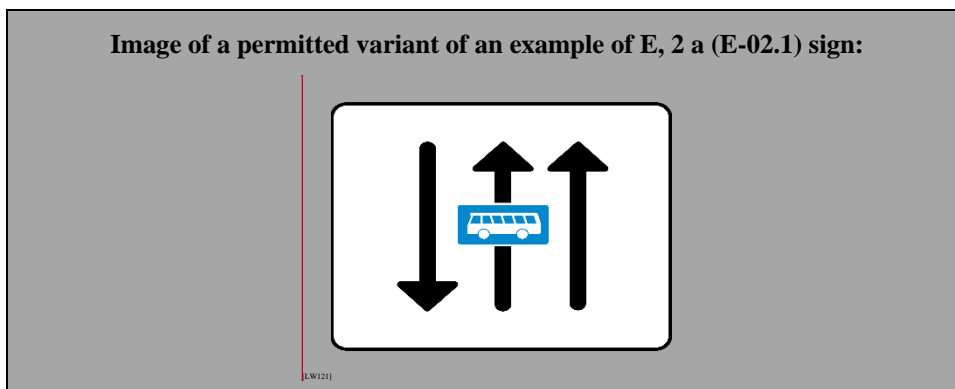 Image of a permitted variant of an example of E, 2 a (E-02.1) sign:
[LW121]